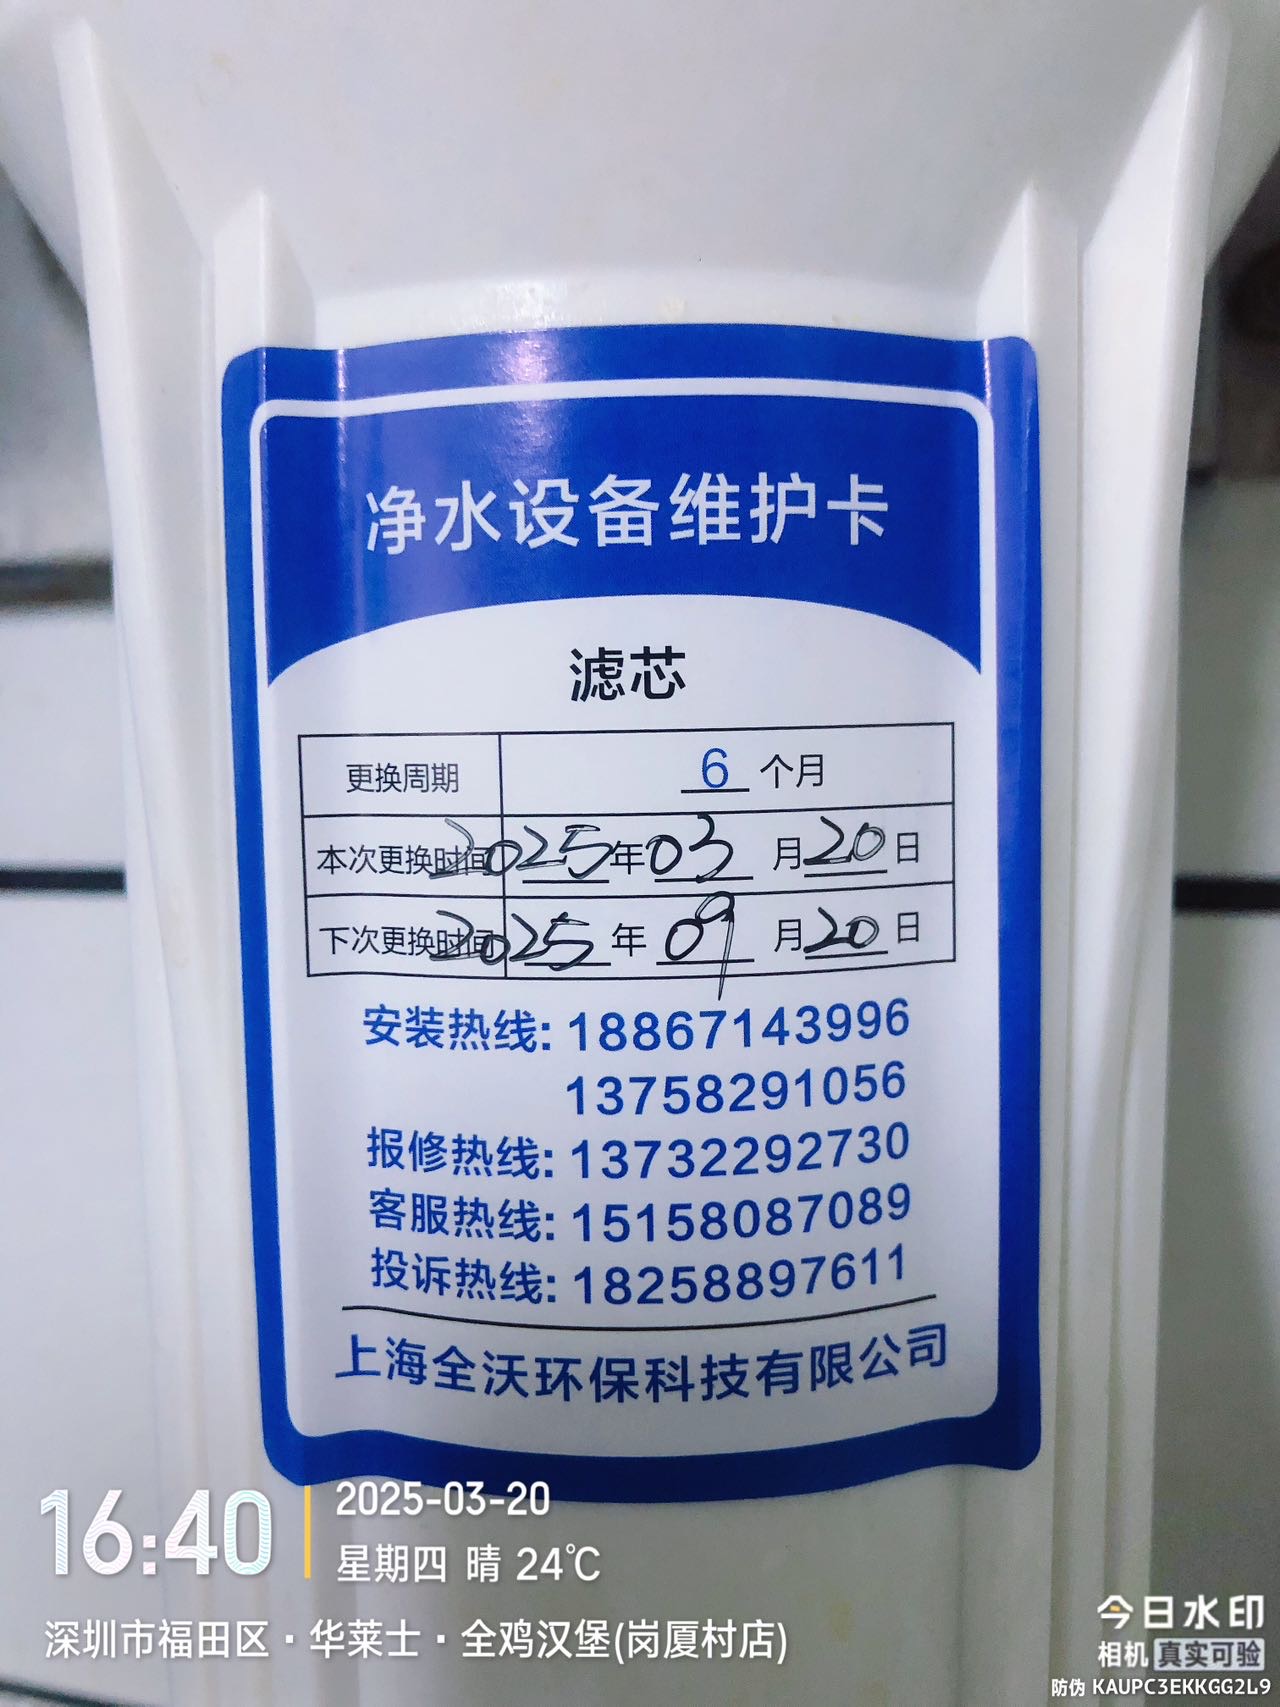 净水设备维护卡
滤芯
更换周期 6 个月
本次更换时间 2025 年 03 月 20 日
下次更换时间 2025 年 09 月 20 日
安装热线: 18867143996
13758291056
报修热线: 13732292730
客服热线: 15158087089
投诉热线: 18258897611
上海全沃环保科技有限公司
16:40
2025-03-20
星期四 晴 24℃
深圳市福田区·华莱士·全鸡汉堡(岗厦村店)
今日水印
相机 真实可验
防伪 KAUPC3EKKGG2L9